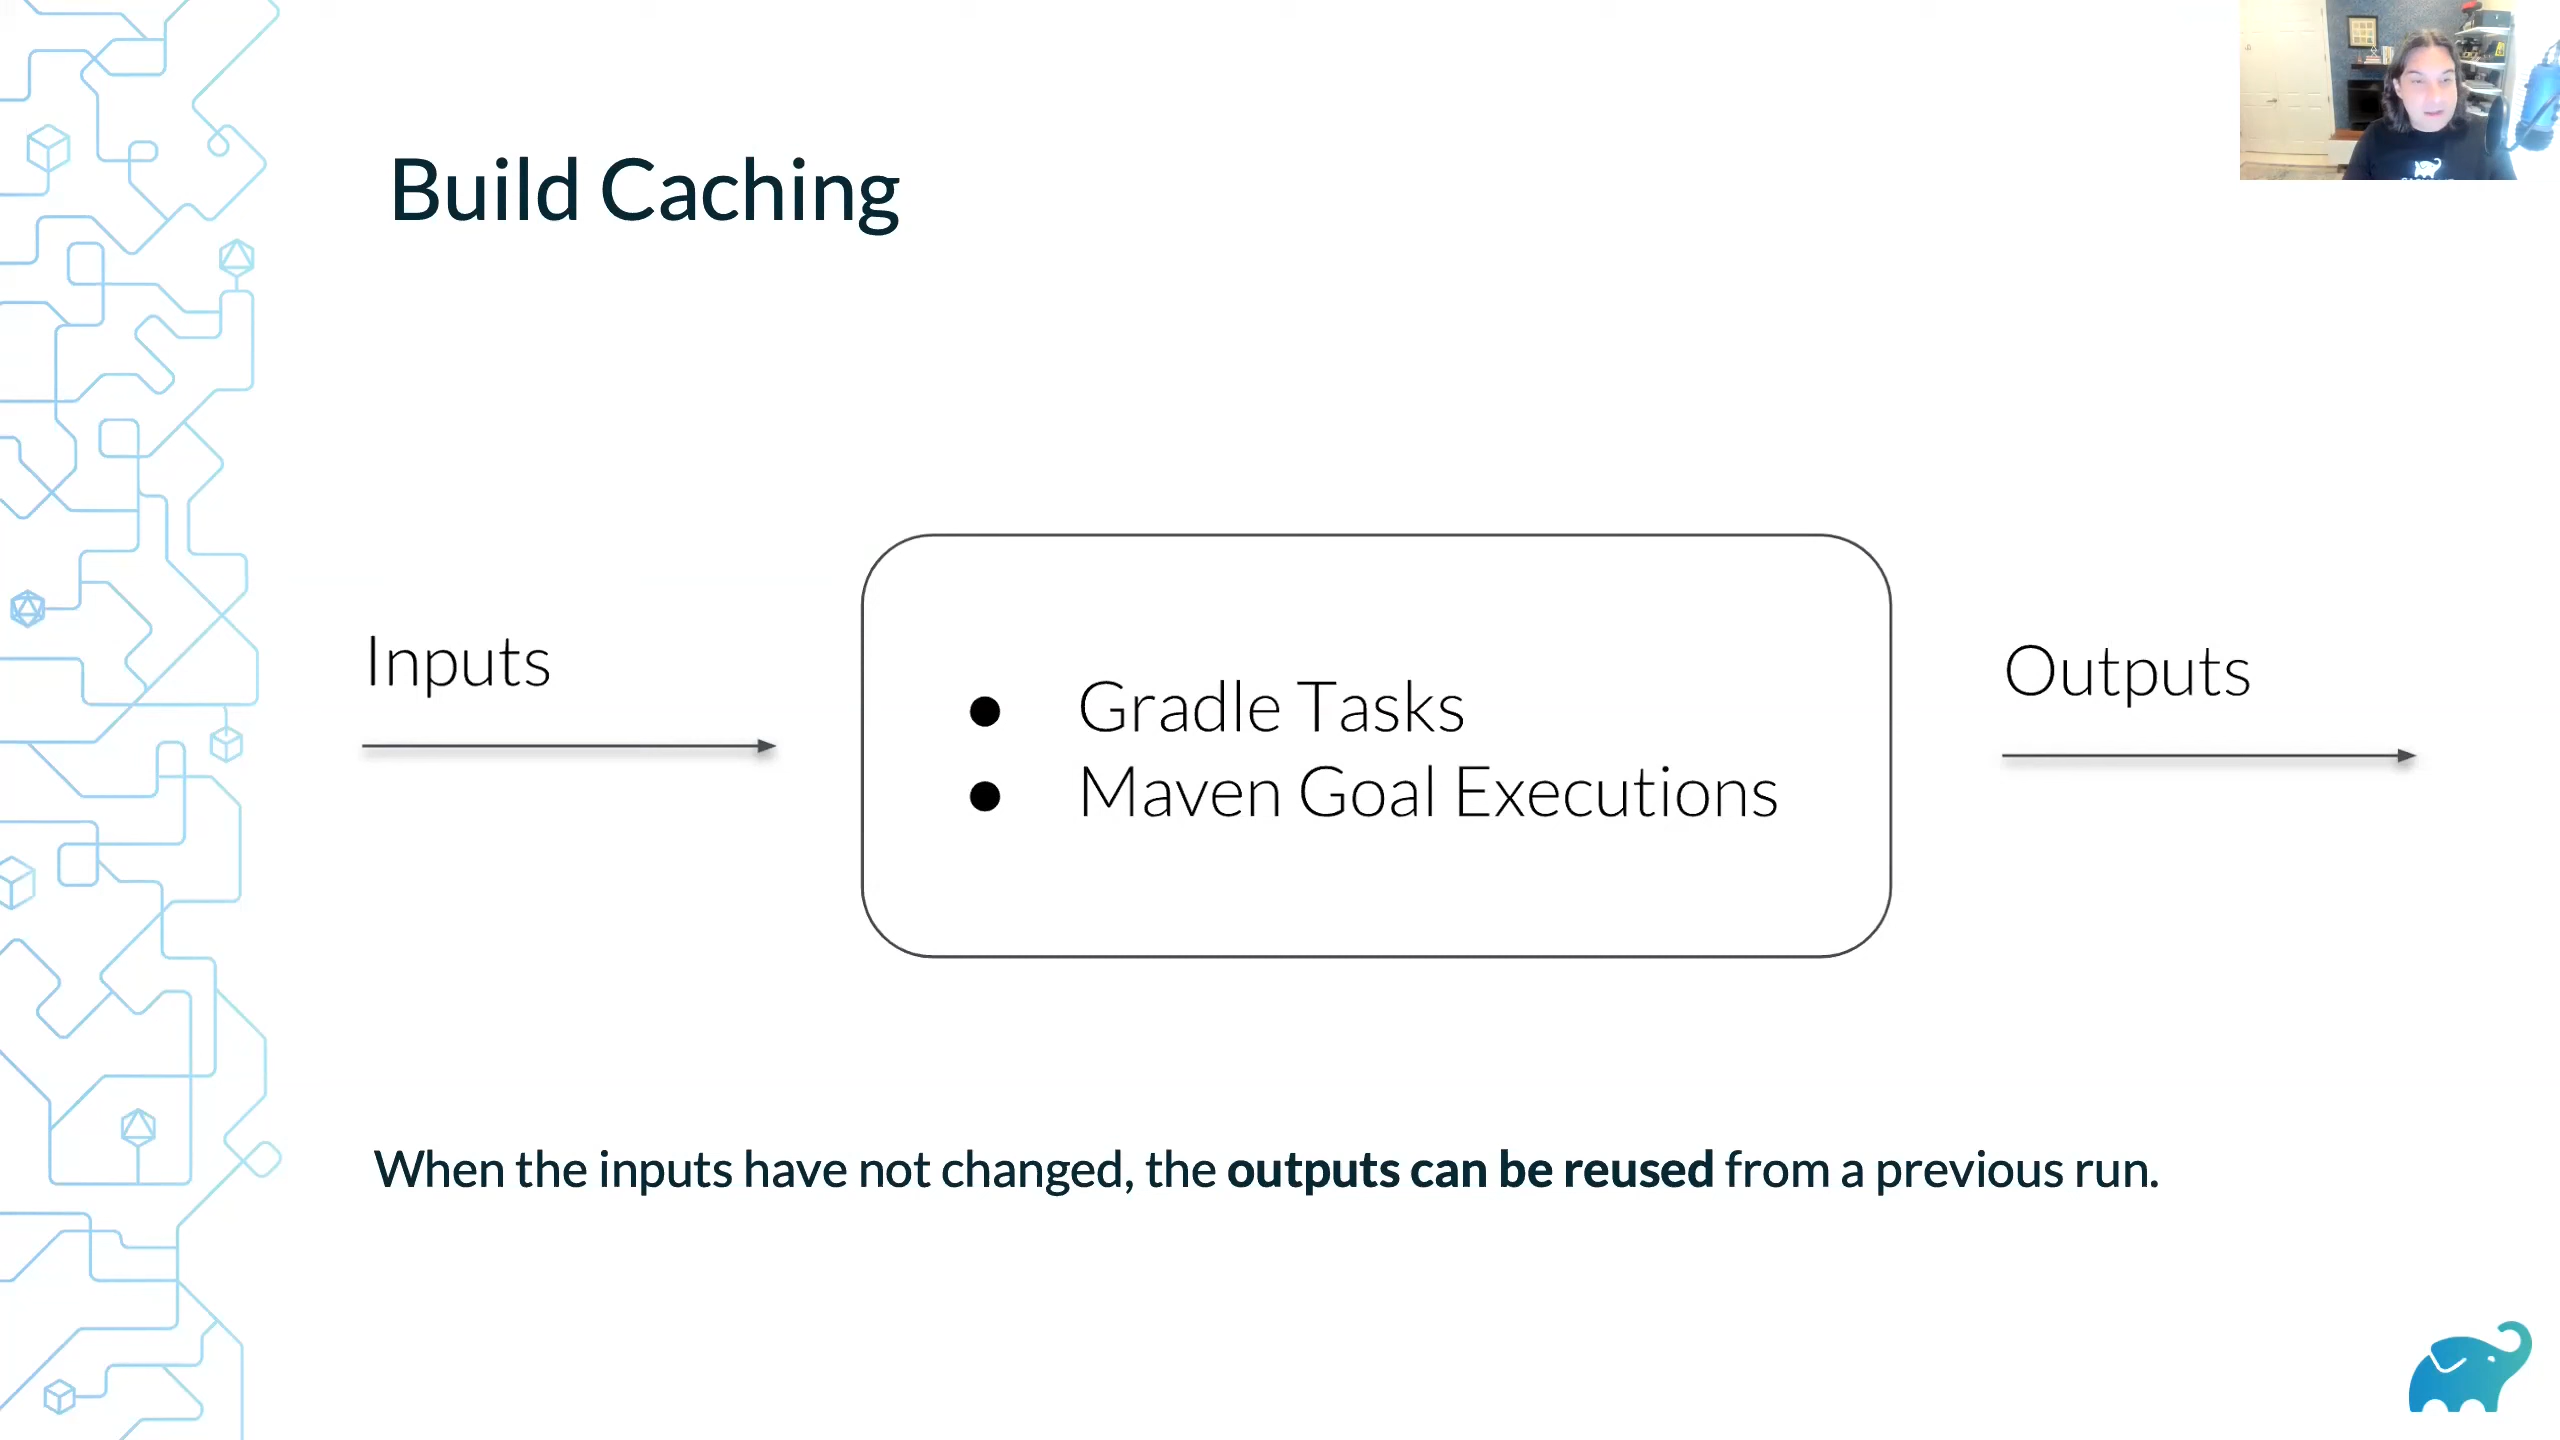 Build Caching
Inputs
Outputs
● Gradle Tasks
● Maven Goal Executions
When the inputs have not changed, the outputs can be reused from a previous run.